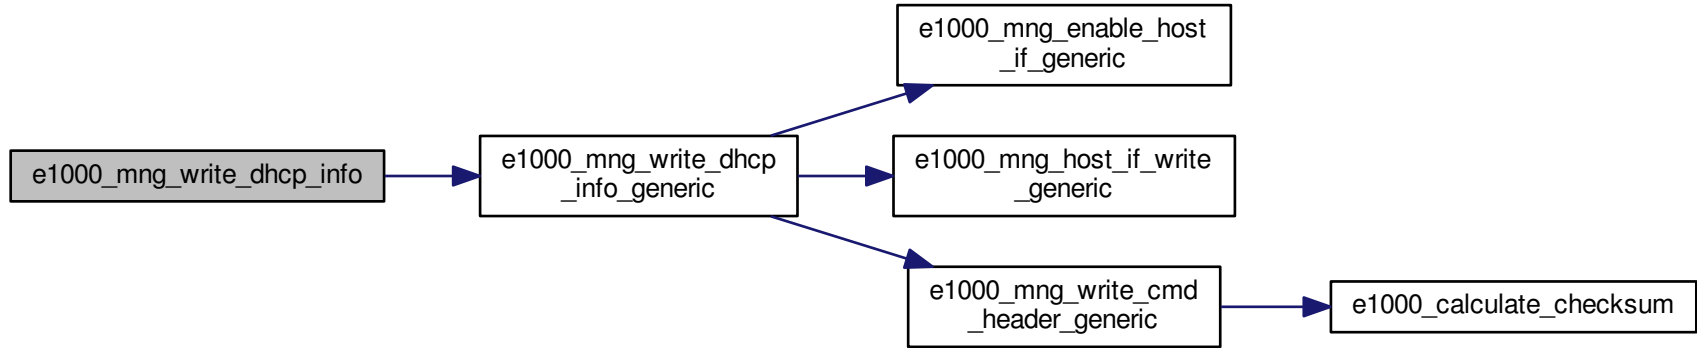 e1000_mng_enable_host
_if_generic
e1000_mng_write_dhcp_info
e1000_mng_write_dhcp
_info_generic
e1000_mng_host_if_write
_generic
e1000_mng_write_cmd
_header_generic
e1000_calculate_checksum